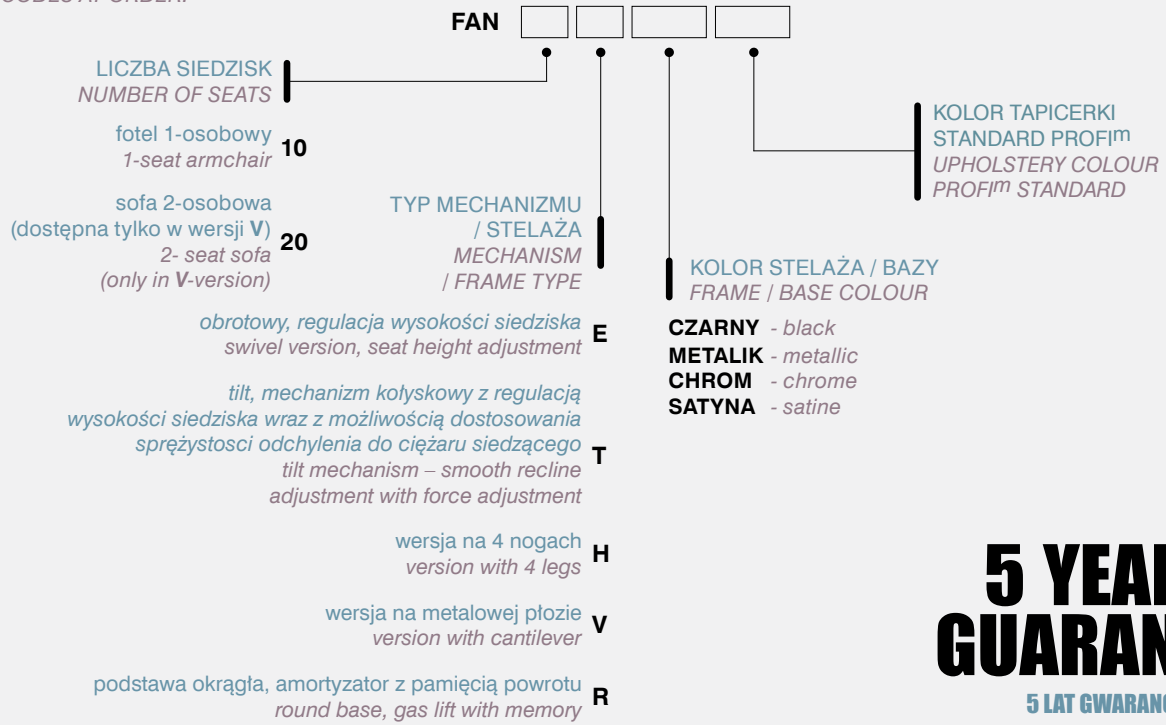 FAN
LICZBA SIEDZISK
NUMBER OF SEATS
fotel 1-osobowy
1-seat armchair
10
sofa 2-osobowa
(dostępna tylko w wersji V)
2- seat sofa
(only in V-version)
20
TYP MECHANIZMU
/ STELAŻA
MECHANISM
/ FRAME TYPE
obrotowy, regulacja wysokości siedziska
swivel version, seat height adjustment
E
tilt, mechanizm kołyskowy z regulacją
wysokości siedziska wraz z możliwością dostosowania
sprężystosci odchylenia do ciężaru siedzącego
tilt mechanism – smooth recline
adjustment with force adjustment
T
wersja na 4 nogach
version with 4 legs
H
wersja na metalowej płozie
version with cantilever
V
podstawa okrągła, amortyzator z pamięcią powrotu
round base, gas lift with memory
R
KOLOR STELAŻA / BAZY
FRAME / BASE COLOUR
CZARNY - black
METALIK - metallic
CHROM - chrome
SATYNA - satine
KOLOR TAPICERKI
STANDARD PROFIm
UPHOLSTERY COLOUR
PROFIm STANDARD
5
5 LAT